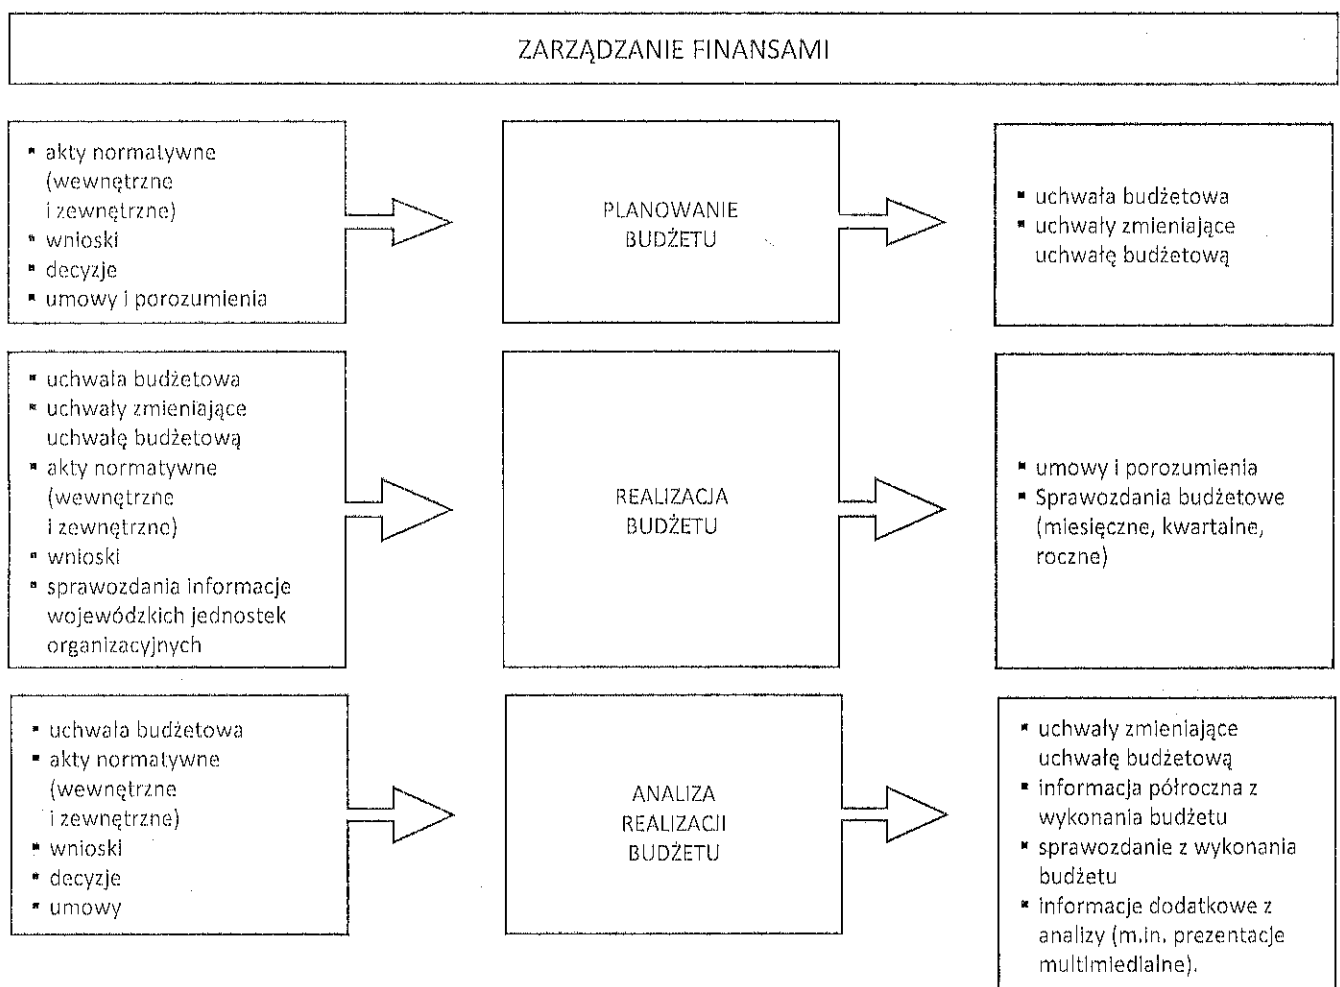 ZARZĄDZANIE FINANSAMI
▪ akty normatywne
(wewnętrzne
i zewnętrzne)
▪ wnioski
▪ decyzje
▪ umowy i porozumienia
PLANOWANIE
BUDŻETU
▪ uchwała budżetowa
▪ uchwały zmieniające
uchwałę budżetową
▪ uchwała budżetowa
▪ uchwały zmieniające
uchwałę budżetową
▪ akty normatywne
(wewnętrzne
i zewnętrzne)
▪ wnioski
▪ sprawozdania informacje
wojewódzkich jednostek
organizacyjnych
REALIZACJA
BUDŻETU
▪ umowy i porozumienia
▪ Sprawozdania budżetowe
(miesięczne, kwartalne,
roczne)
▪ uchwała budżetowa
▪ akty normatywne
(wewnętrzne
i zewnętrzne)
▪ wnioski
▪ decyzje
▪ umowy
ANALIZA
REALIZACJI
BUDŻETU
▪ uchwały zmieniające
uchwałę budżetową
▪ informacja półroczna z
wykonania budżetu
▪ sprawozdanie z wykonania
budżetu
▪ informacje dodatkowe z
analizy (m.in. prezentacje
multimedialne).